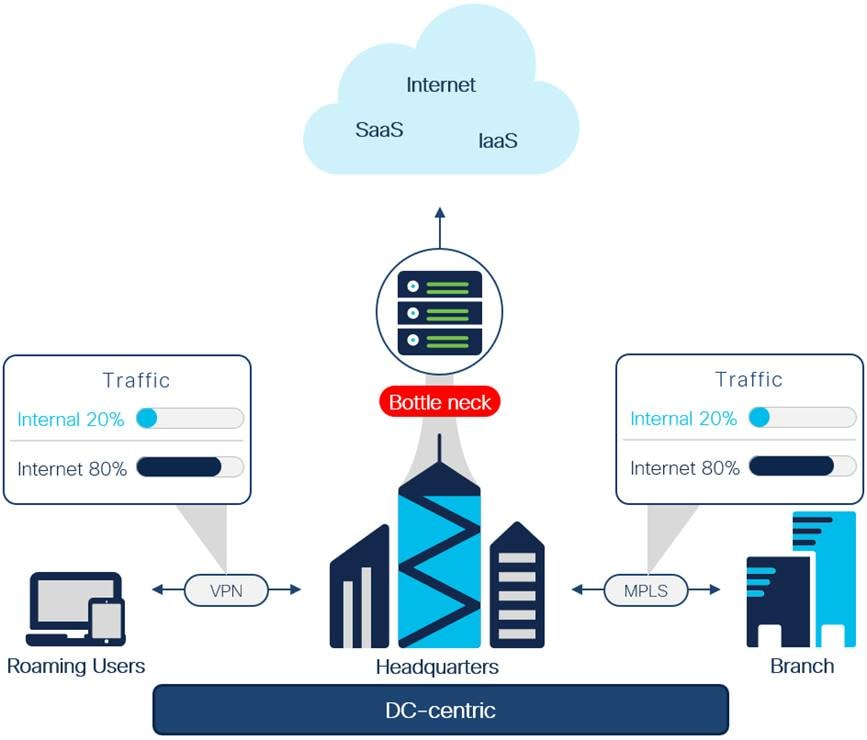 Internet
SaaS
IaaS
Bottle neck
Traffic
Internal 20%
Internet 80%
Traffic
Internal 20%
Internet 80%
VPN
MPLS
Roaming Users
Headquarters
Branch
DC-centric